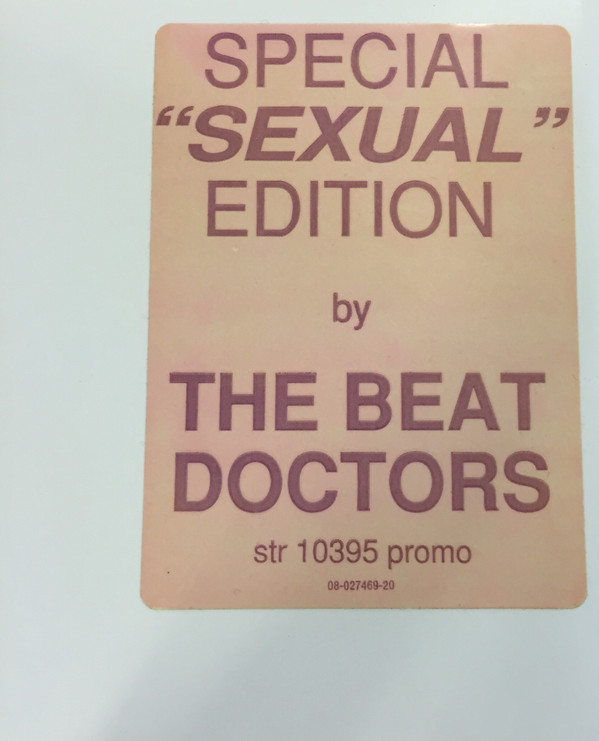 SPECIAL
“SEXUAL”
EDITION
by
THE BEAT
DOCTORS
str 10395 promo
08-027469-20